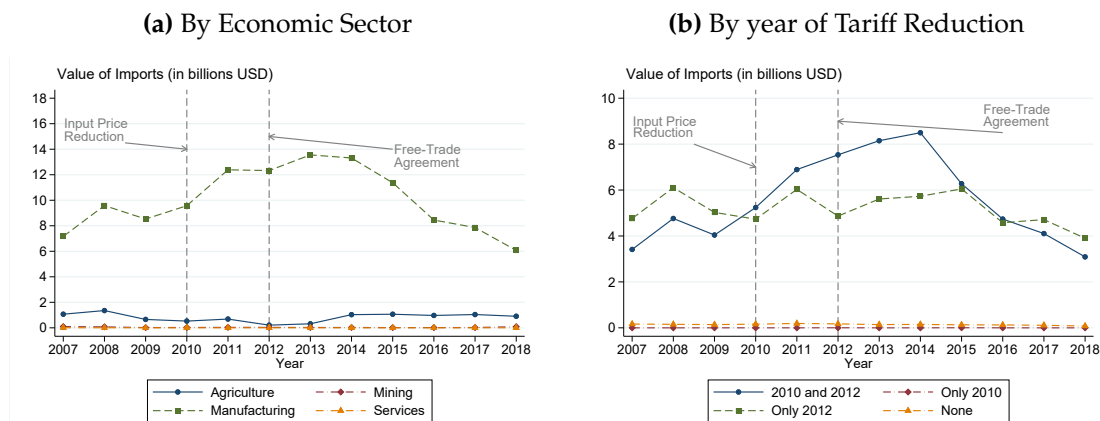 (a) By Economic Sector
Value of Imports (in billions USD)
18
16
14
12
10
8
6
4
2
0
Input Price
Reduction
Free-Trade
Agreement
2007 2008 2009 2010 2011 2012 2013 2014 2015 2016 2017 2018
Year
Agriculture Mining
Manufacturing Services
(b) By year of Tariff Reduction
Value of Imports (in billions USD)
10
8
6
4
2
0
Input Price
Reduction
Free-Trade
Agreement
2007 2008 2009 2010 2011 2012 2013 2014 2015 2016 2017 2018
Year
2010 and 2012 Only 2010
Only 2012 None